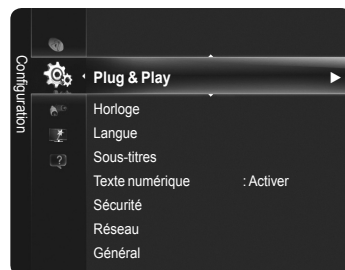 Configuration
Plug & Play
Horloge
Langue
Sous-titres
Texte numérique : Activer
Sécurité
Réseau
Général